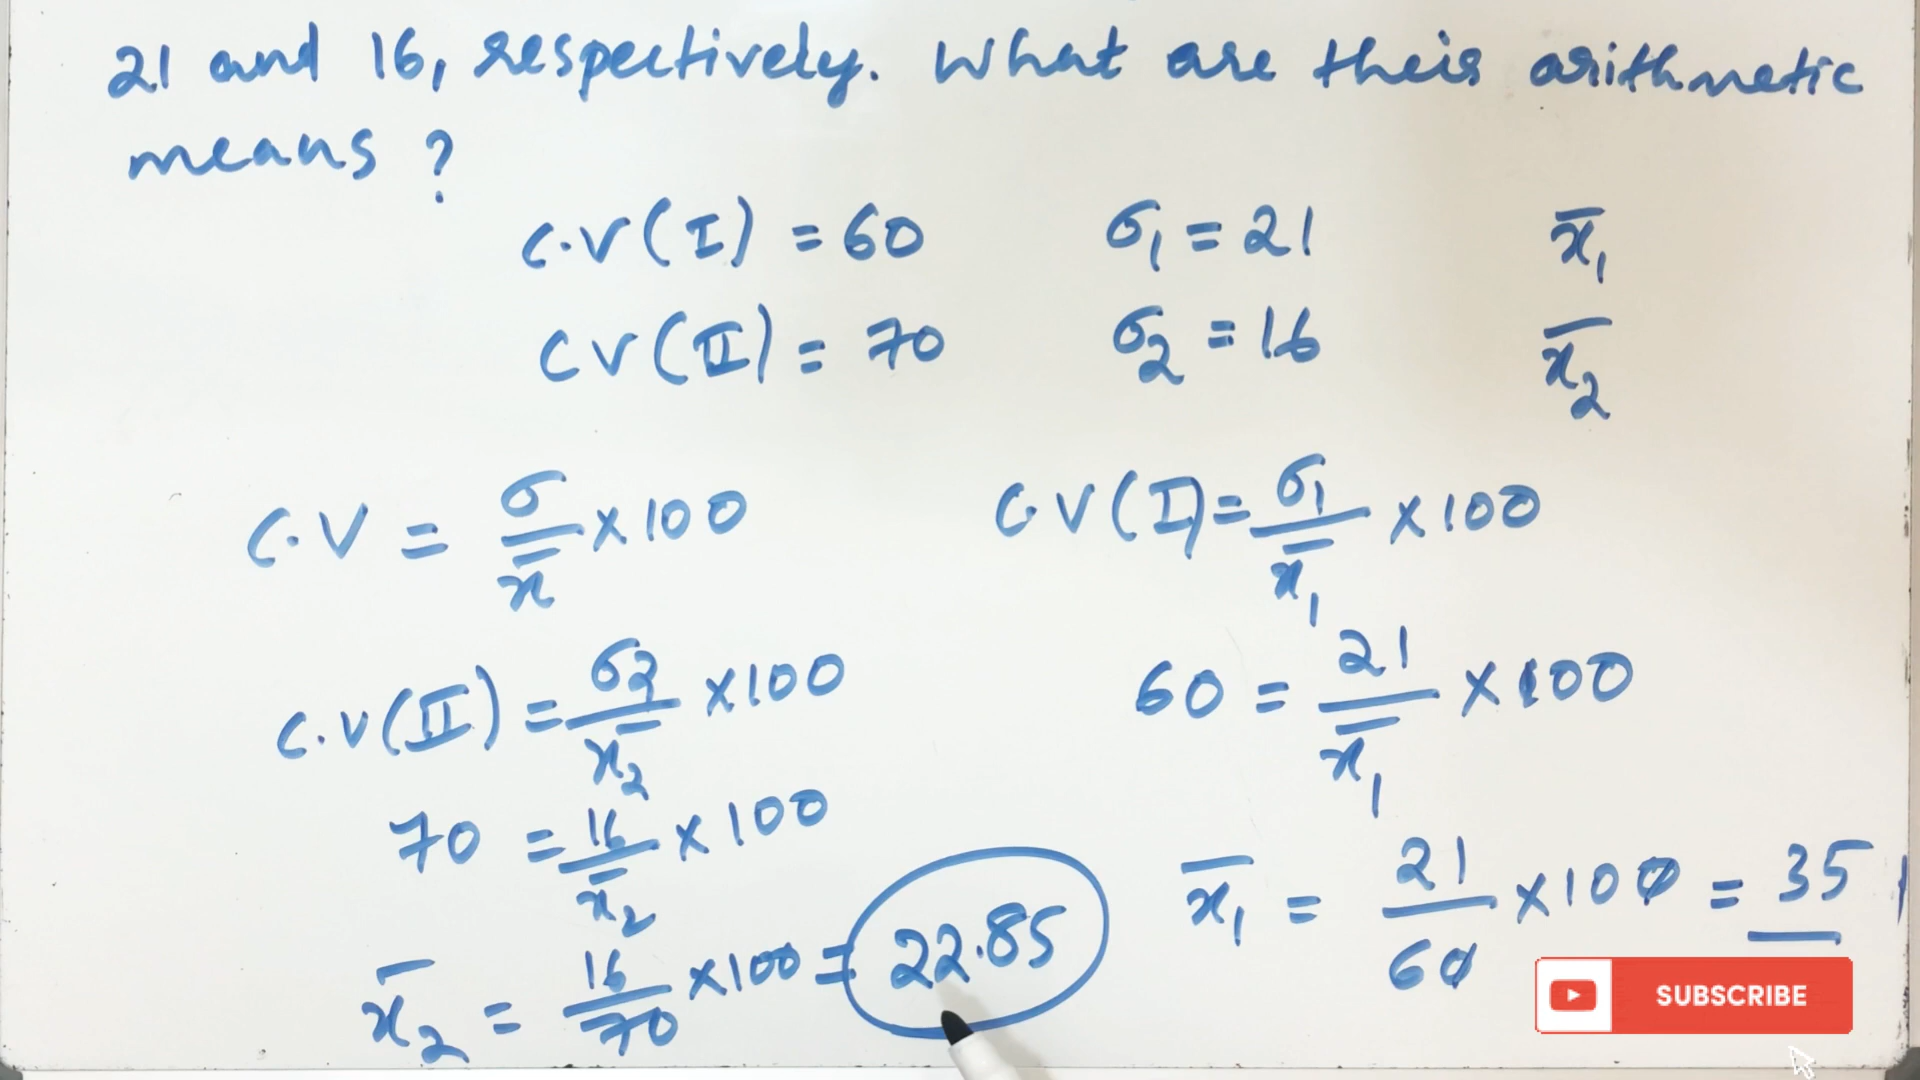 21 and 16, respectively. What are their arithmetic
means ?
C.V(I) = 60 σ₁ = 21 x̄₁
CV(II) = 70 σ₂ = 16 x̄₂
C.V = σ/x̄ × 100
C.V(I) = σ₁/x̄₁ × 100
60 = 21/x̄₁ × 100
x̄₁ = 21/60 × 100 = 35
C.V(II) = σ₂/x̄₂ × 100
70 = 16/x̄₂ × 100
x̄₂ = 16/70 × 100 = 22.85
SUBSCRIBE